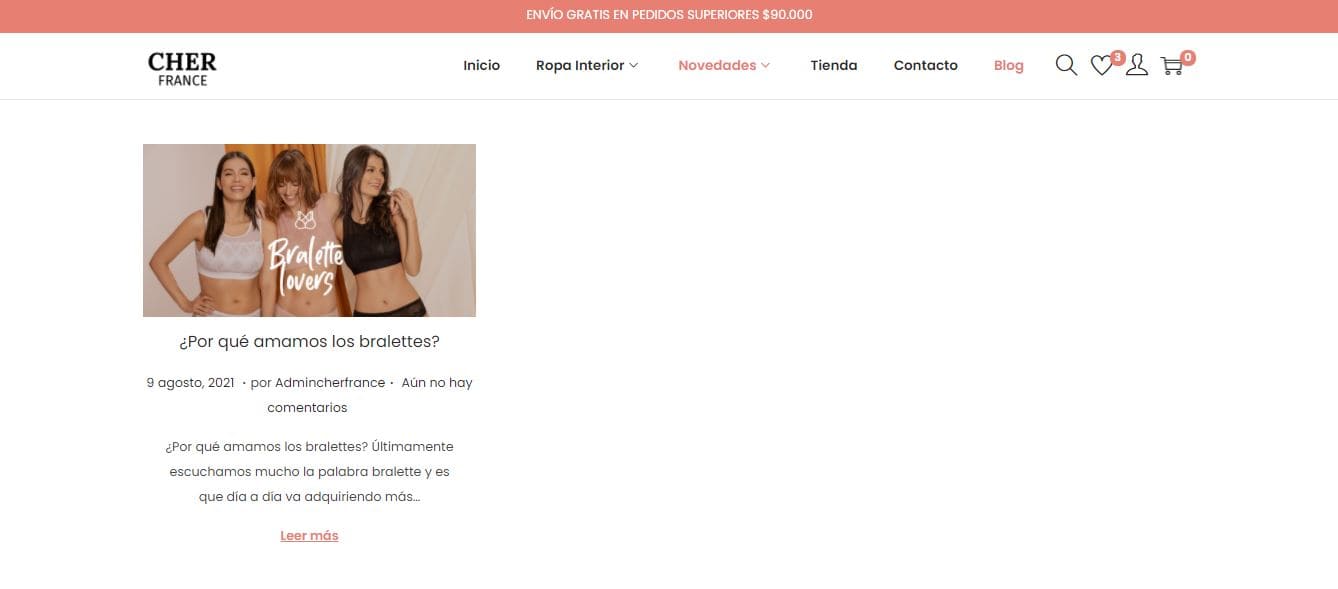 ENVÍO GRATIS EN PEDIDOS SUPERIORES $90.000
CHER
FRANCE
Inicio
Ropa Interior
Novedades
Tienda
Contacto
Blog
3
0
Bralette
lovers
¿Por qué amamos los bralettes?
9 agosto, 2021 · por Admincherfrance · Aún no hay
comentarios
¿Por qué amamos los bralettes? Últimamente
escuchamos mucho la palabra bralette y es
que día a día va adquiriendo más...
Leer más